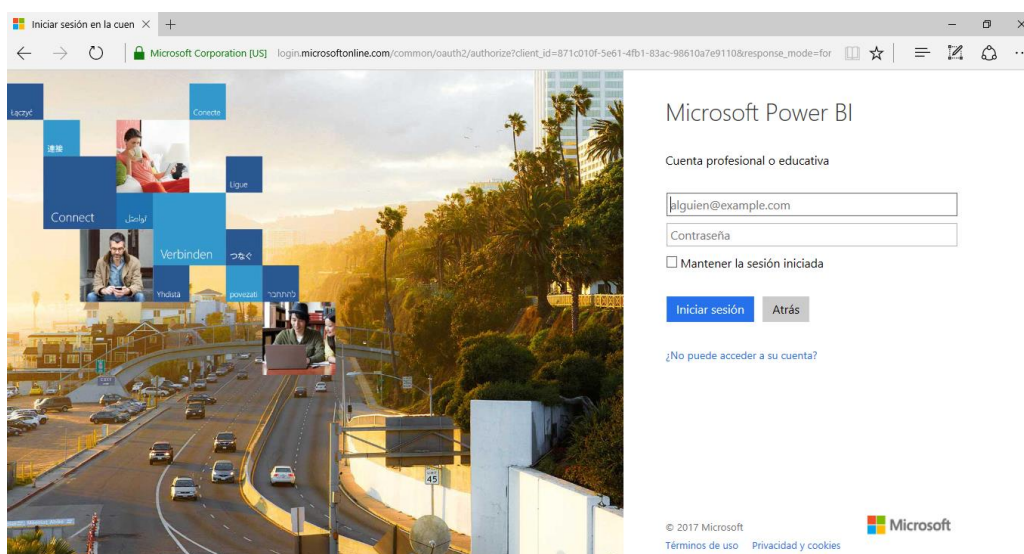 Iniciar sesión en la cuen
Microsoft Corporation [US] login.microsoftonline.com/common/oauth2/authorize?client_id=871c010f-5e61-4fb1-83ac-98610a7e9110&response_mode=for
Łączyć
Conecte
連接
Ligue
Connect
تواصل
Verbinden
つなぐ
Yhdistä
povezati
להתחבר
45
Microsoft Power BI
Cuenta profesional o educativa
alguien@example.com
Contraseña
Mantener la sesión iniciada
Iniciar sesión Atrás
¿No puede acceder a su cuenta?
© 2017 Microsoft
Microsoft
Términos de uso Privacidad y cookies